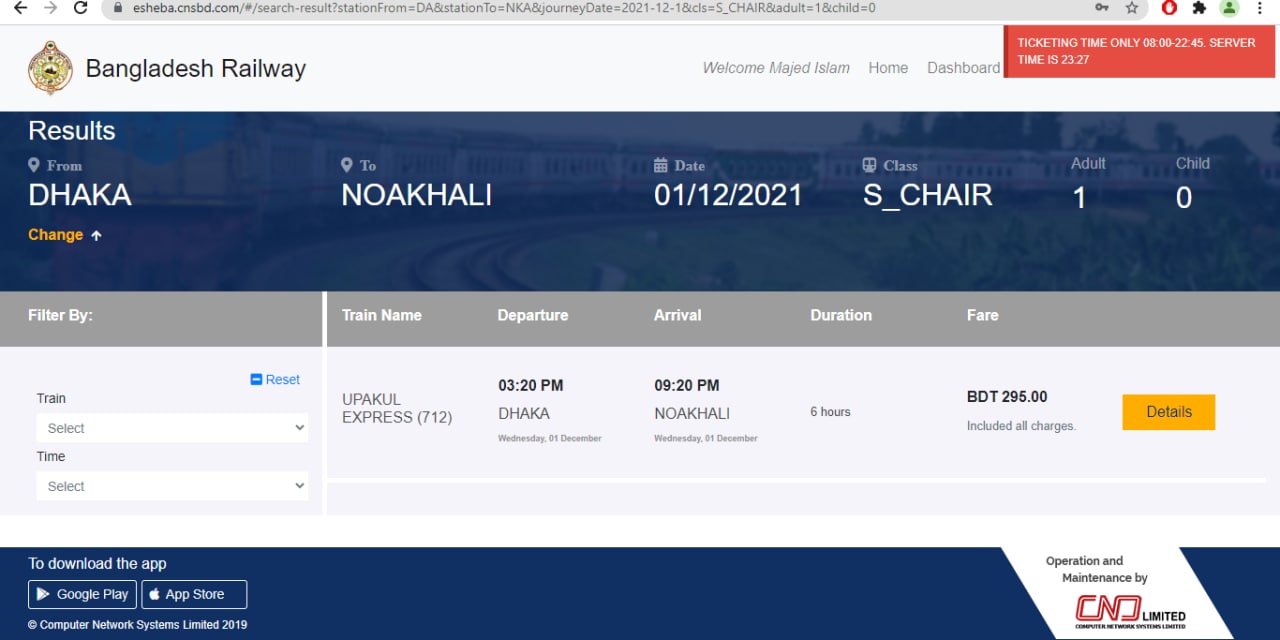 esheba.cnsbd.com/#/search-result?stationFrom=DA&stationTo=NKA&journeyDate=2021-12-1&cls=S_CHAIR&adult=1&child=0
Bangladesh Railway
Welcome Majed Islam
Home
Dashboard
TICKETING TIME ONLY 08:00-22:45. SERVER
TIME IS 23:27
Results
From
To
Date
Class
Adult
Child
DHAKA
NOAKHALI
01/12/2021
S_CHAIR
1
0
Change
Filter By:
Train Name
Departure
Arrival
Duration
Fare
Reset
Train
Select
Time
Select
UPAKUL
EXPRESS (712)
03:20 PM
DHAKA
Wednesday, 01 December
09:20 PM
NOAKHALI
Wednesday, 01 December
6 hours
BDT 295.00
Included all charges.
Details
To download the app
Google Play
App Store
© Computer Network Systems Limited 2019
Operation and
Maintenance by
CNS LIMITED
COMPUTER NETWORK SYSTEMS LIMITED